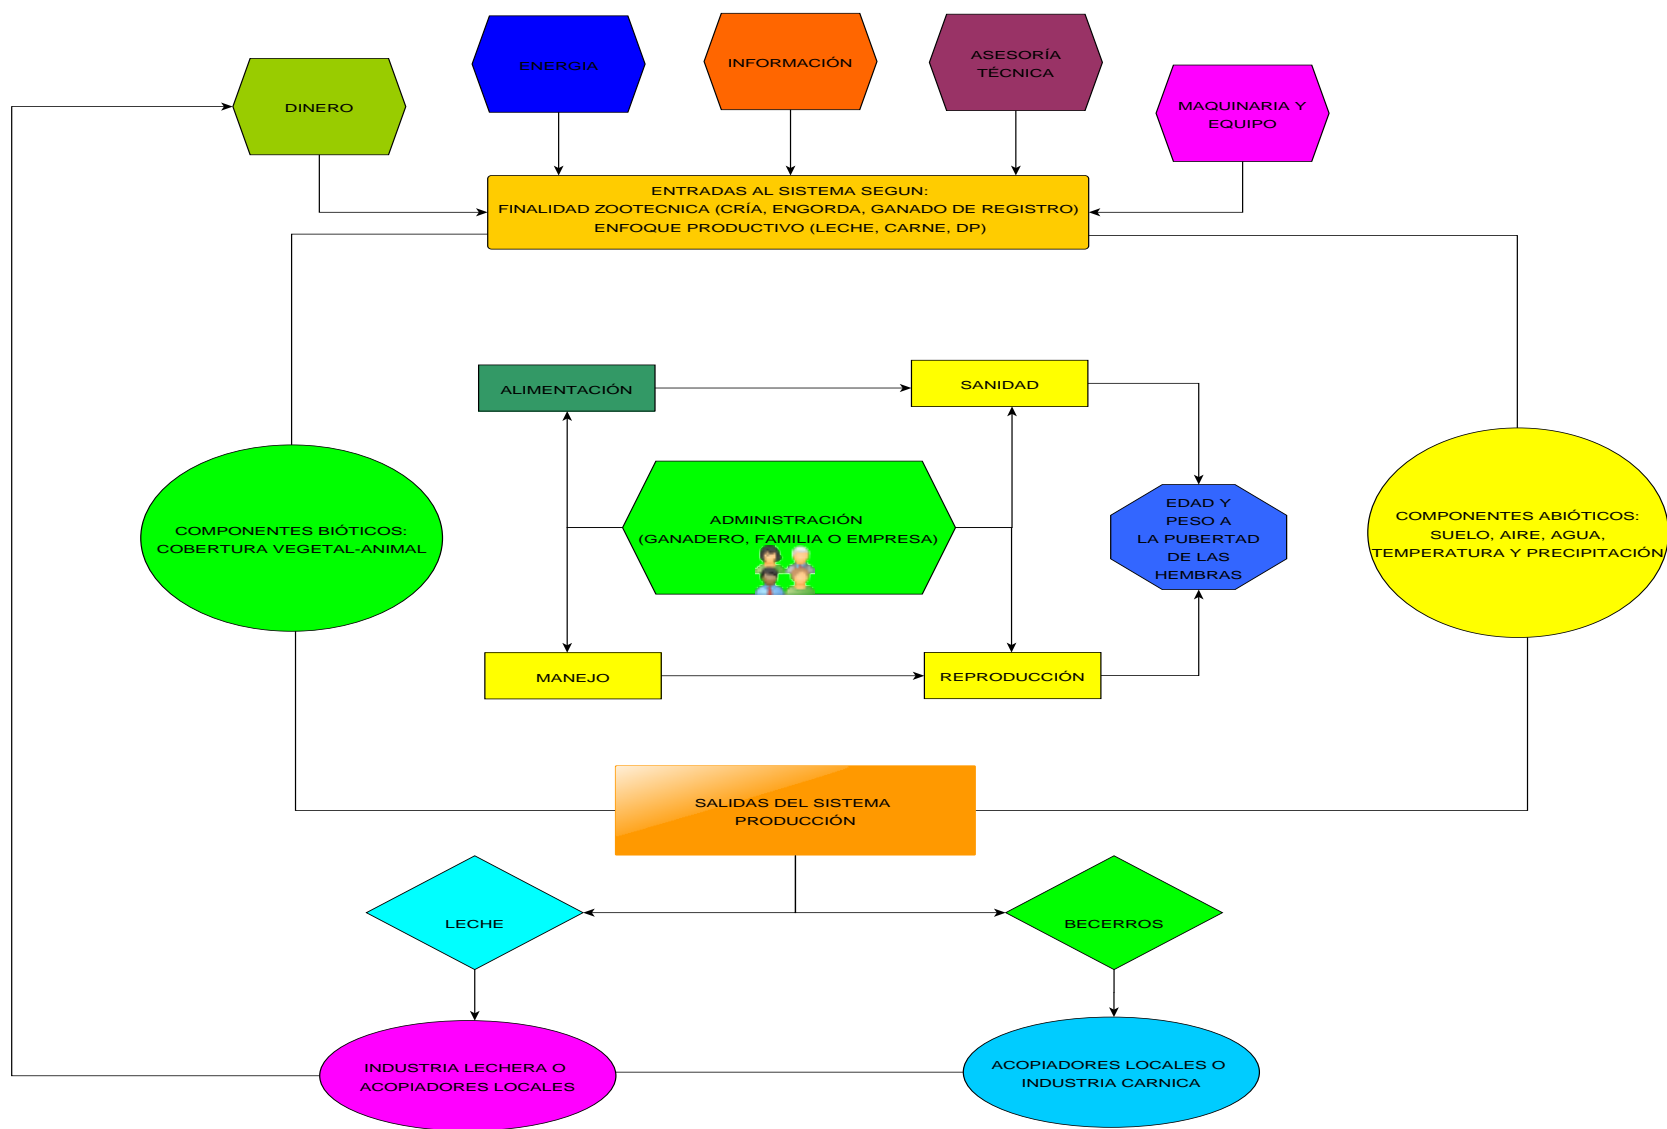 ENERGIA
INFORMACIÓN
ASESORÍA
TÉCNICA
DINERO
MAQUINARIA Y
EQUIPO
ENTRADAS AL SISTEMA SEGUN:
FINALIDAD ZOOTECNICA (CRÍA, ENGORDA, GANADO DE REGISTRO)
ENFOQUE PRODUCTIVO (LECHE, CARNE, DP)
ALIMENTACIÓN
SANIDAD
COMPONENTES BIÓTICOS:
COBERTURA VEGETAL-ANIMAL
ADMINISTRACIÓN
(GANADERO, FAMILIA O EMPRESA)
EDAD Y
PESO A
LA PUBERTAD
DE LAS
HEMBRAS
COMPONENTES ABIÓTICOS:
SUELO, AIRE, AGUA,
TEMPERATURA Y PRECIPITACIÓN
MANEJO
REPRODUCCIÓN
SALIDAS DEL SISTEMA
PRODUCCIÓN
LECHE
BECERROS
INDUSTRIA LECHERA O
ACOPIADORES LOCALES
ACOPIADORES LOCALES O
INDUSTRIA CARNICA